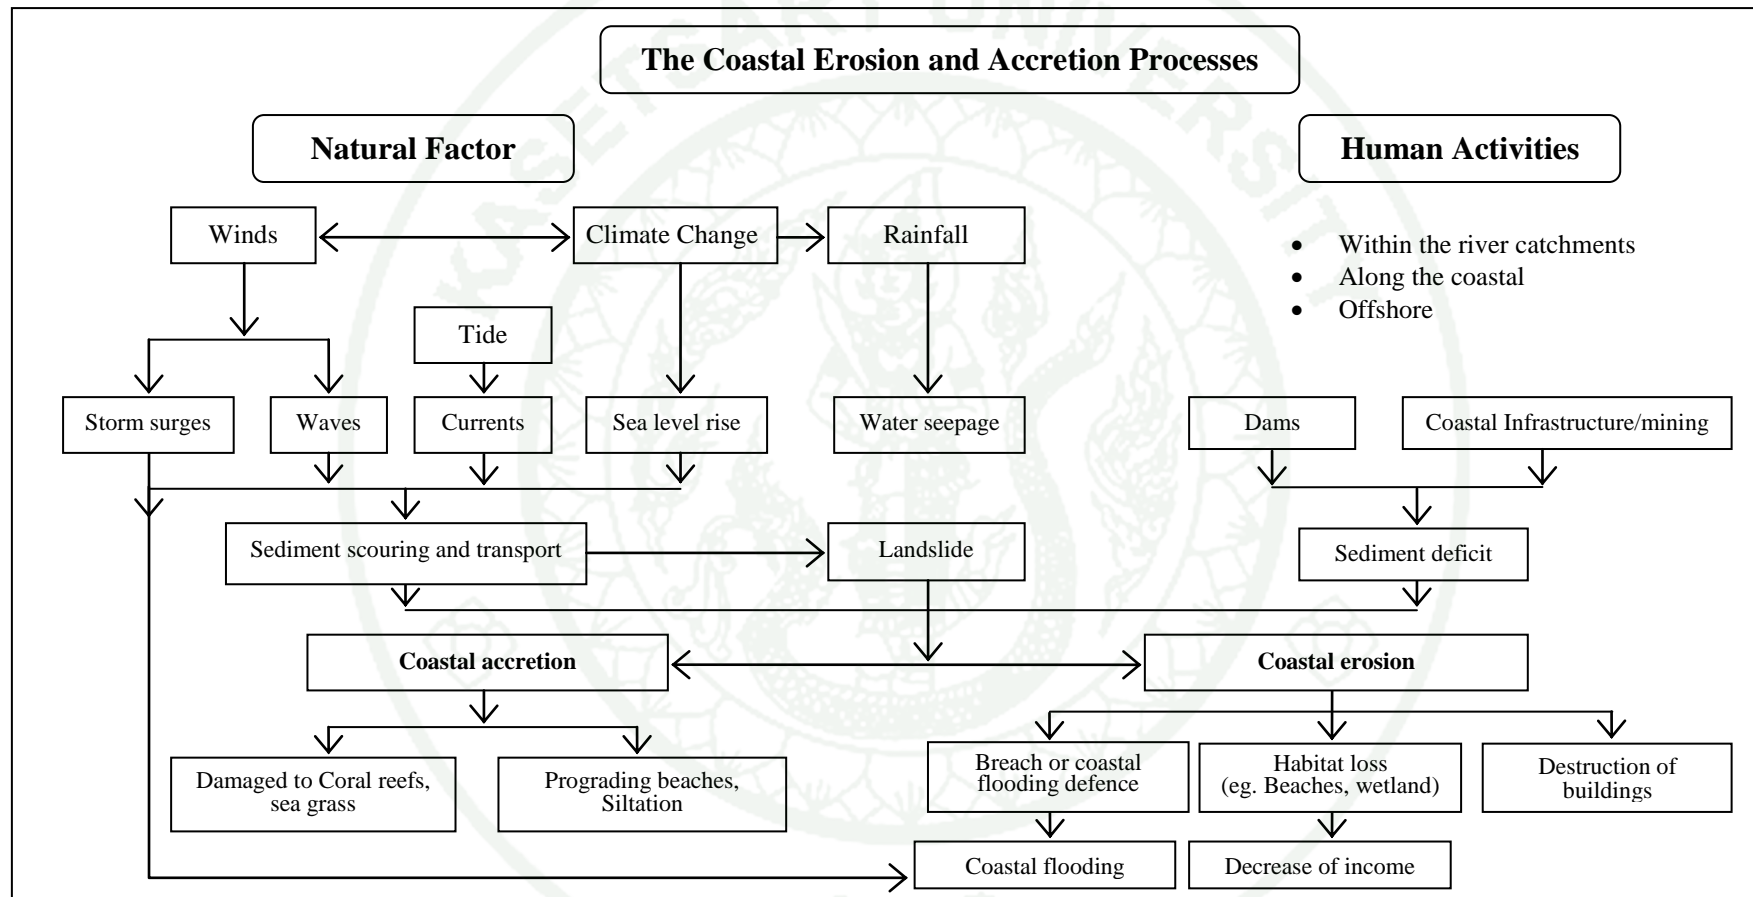 The Coastal Erosion and Accretion Processes
Natural Factor
Human Activities
Winds
Climate Change
Rainfall
• Within the river catchments
• Along the coastal
• Offshore
Tide
Storm surges
Waves
Currents
Sea level rise
Water seepage
Dams
Coastal Infrastructure/mining
Sediment scouring and transport
Landslide
Sediment deficit
Coastal accretion
Coastal erosion
Damaged to Coral reefs,
sea grass
Prograding beaches,
Siltation
Breach or coastal
flooding defence
Habitat loss
(eg. Beaches, wetland)
Destruction of
buildings
Coastal flooding
Decrease of income
KASETSART UNIVERSITY